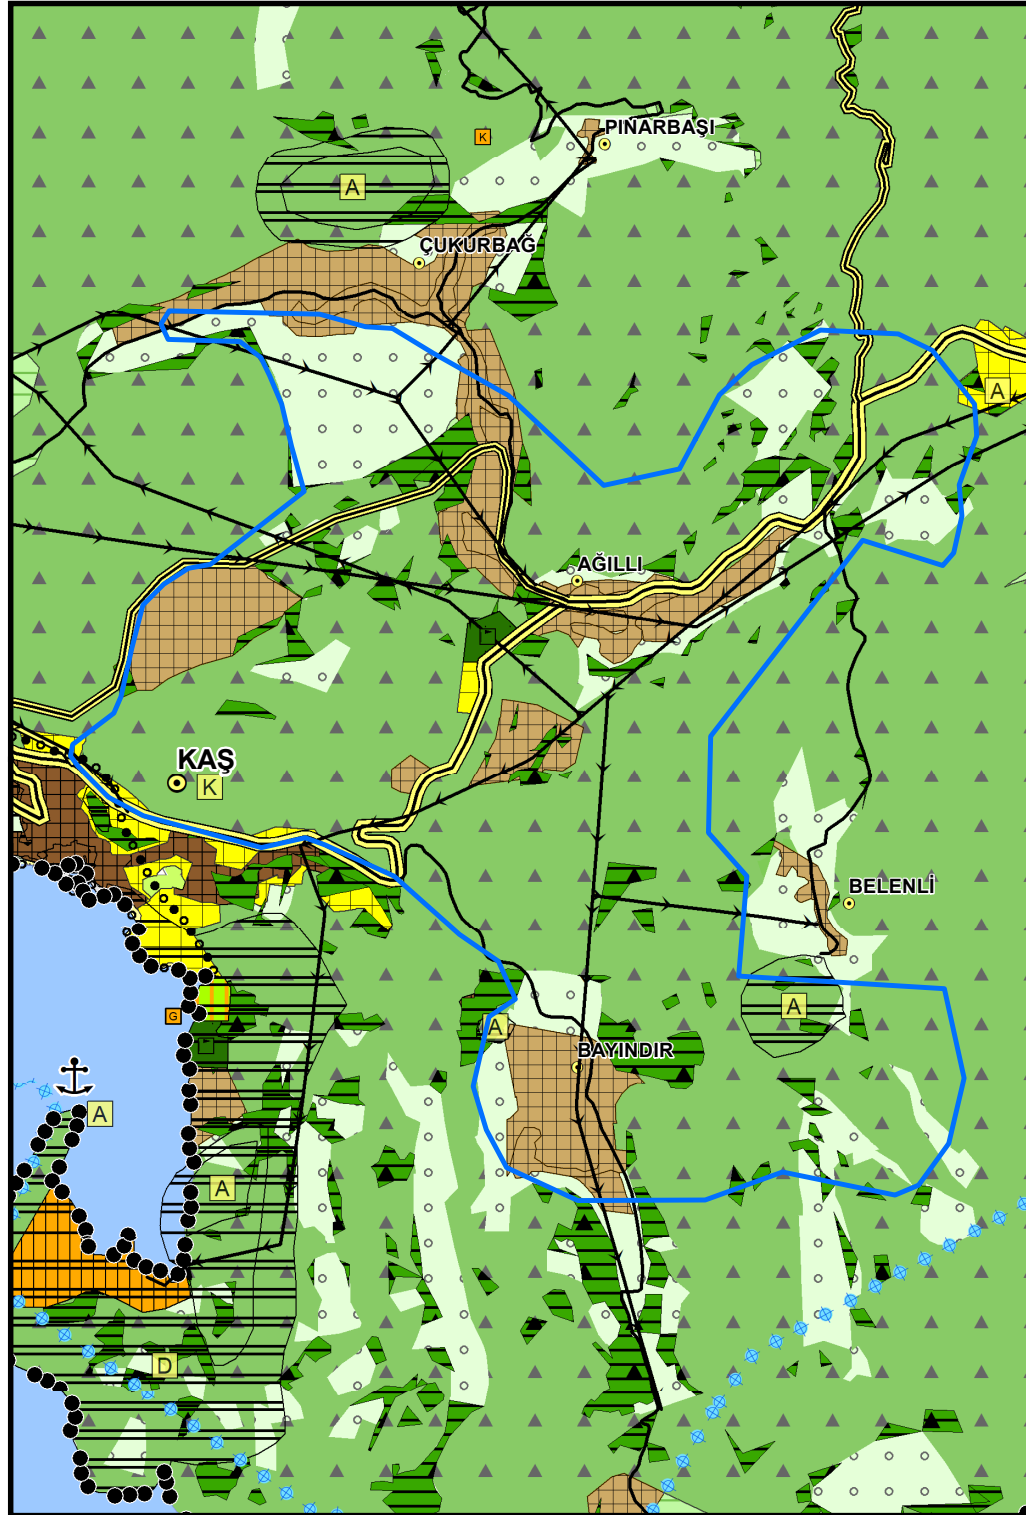 K
PINARBAŞI
A
ÇUKURBAĞ
A
AĞILLI
KAŞ
K
BELENLİ
A
G
A
BAYINDIR
A
A
D